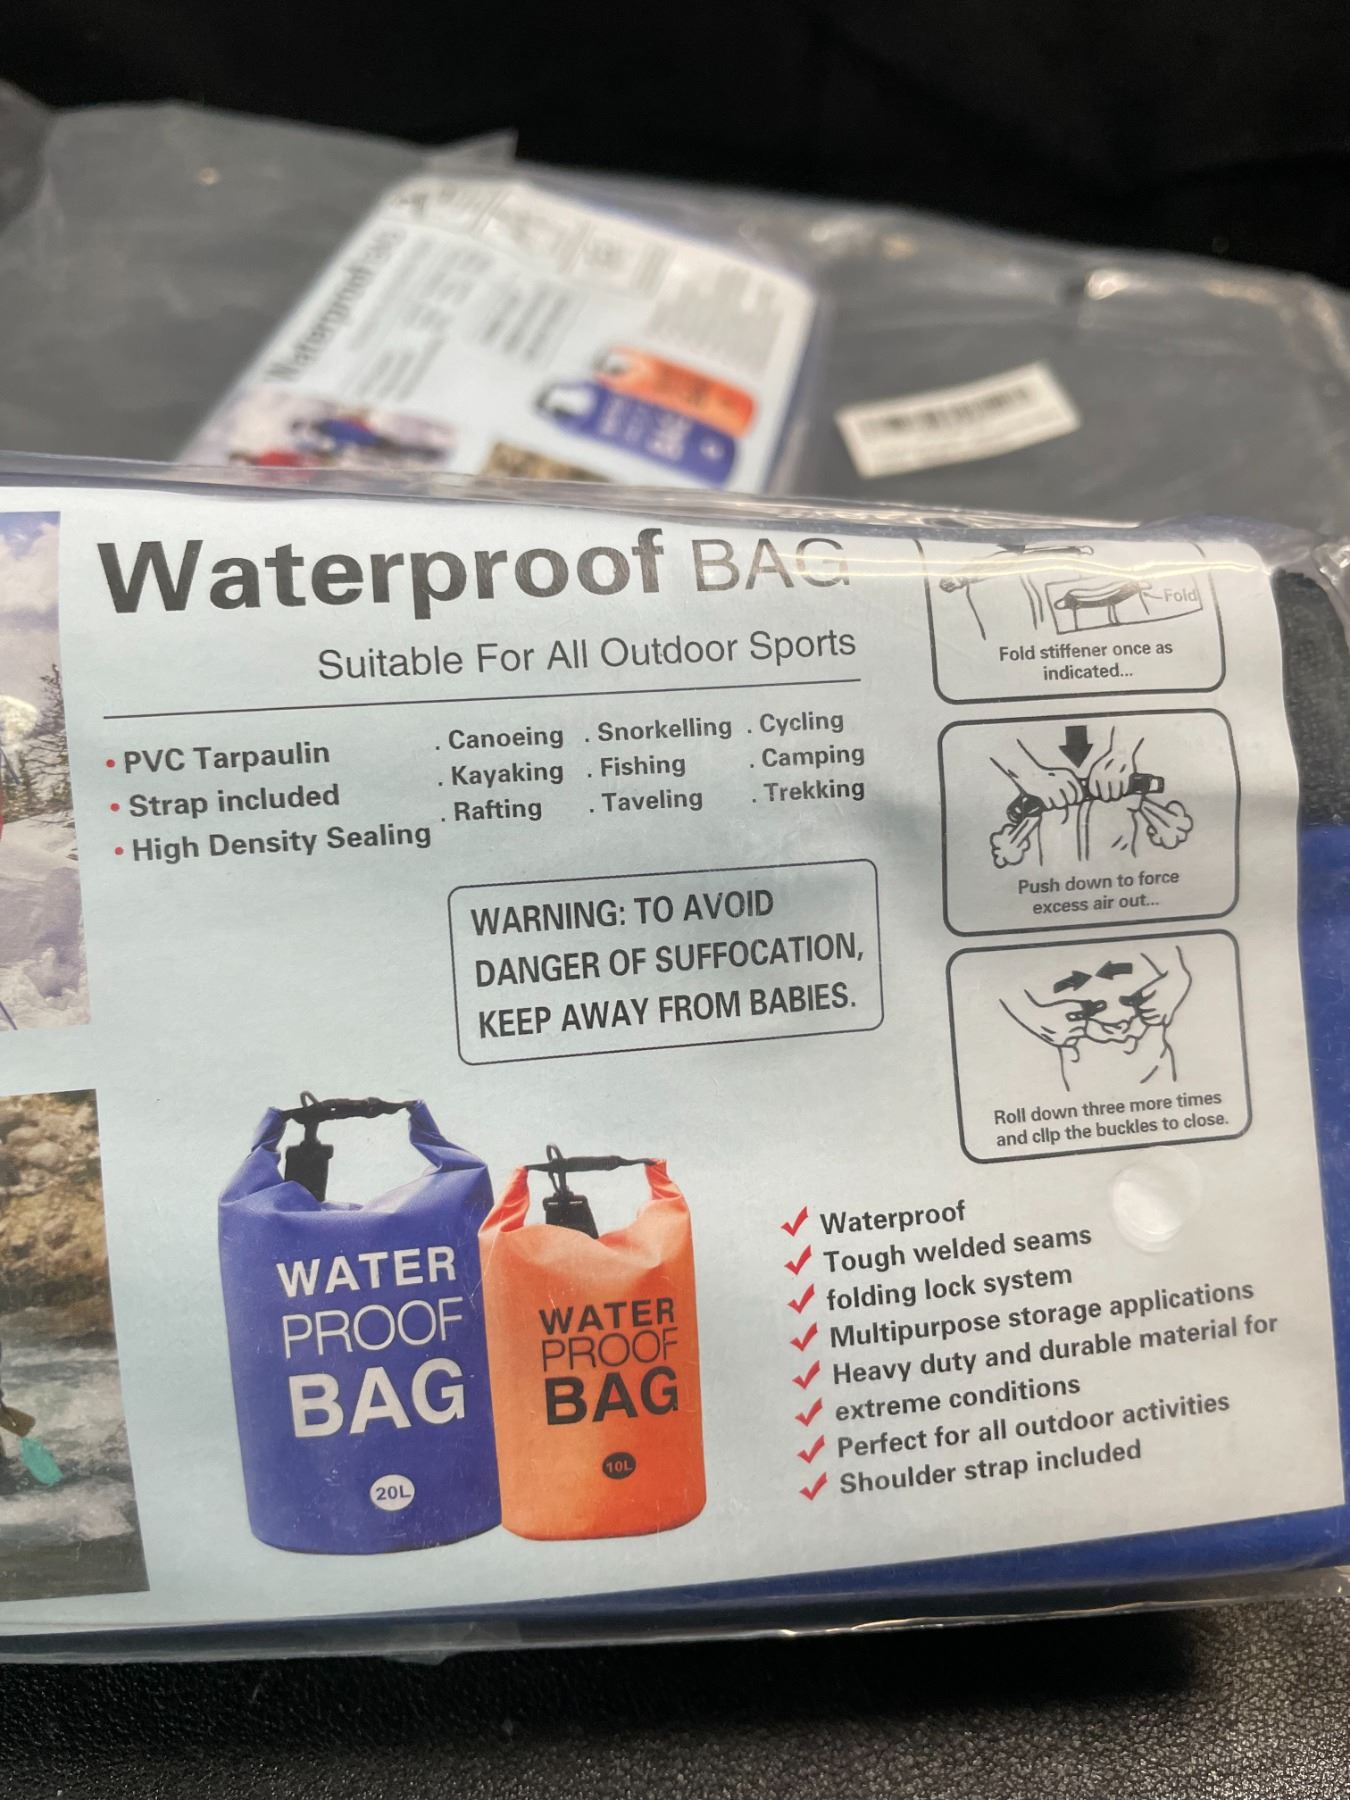 Waterproof
Waterproof BAG
Suitable For All Outdoor Sports
• PVC Tarpaulin
• Strap included
• High Density Sealing
. Canoeing
. Kayaking
. Rafting
. Snorkelling
. Fishing
. Taveling
. Cycling
. Camping
. Trekking
WARNING: TO AVOID
DANGER OF SUFFOCATION,
KEEP AWAY FROM BABIES.
Fold
Fold stiffener once as
indicated...
Push down to force
excess air out...
Roll down three more times
and clip the buckles to close.
WATER
PROOF
BAG
20L
WATER
PROOF
BAG
10L
Waterproof
Tough welded seams
folding lock system
Multipurpose storage applications
Heavy duty and durable material for
extreme conditions
Perfect for all outdoor activities
Shoulder strap included